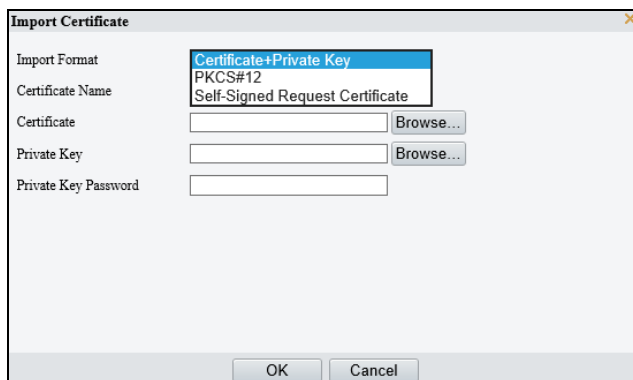 Import Certificate
Import Format
Certificate+Private Key
PKCS#12
Certificate Name
Self-Signed Request Certificate
Certificate
Browse...
Private Key
Browse...
Private Key Password
OK
Cancel